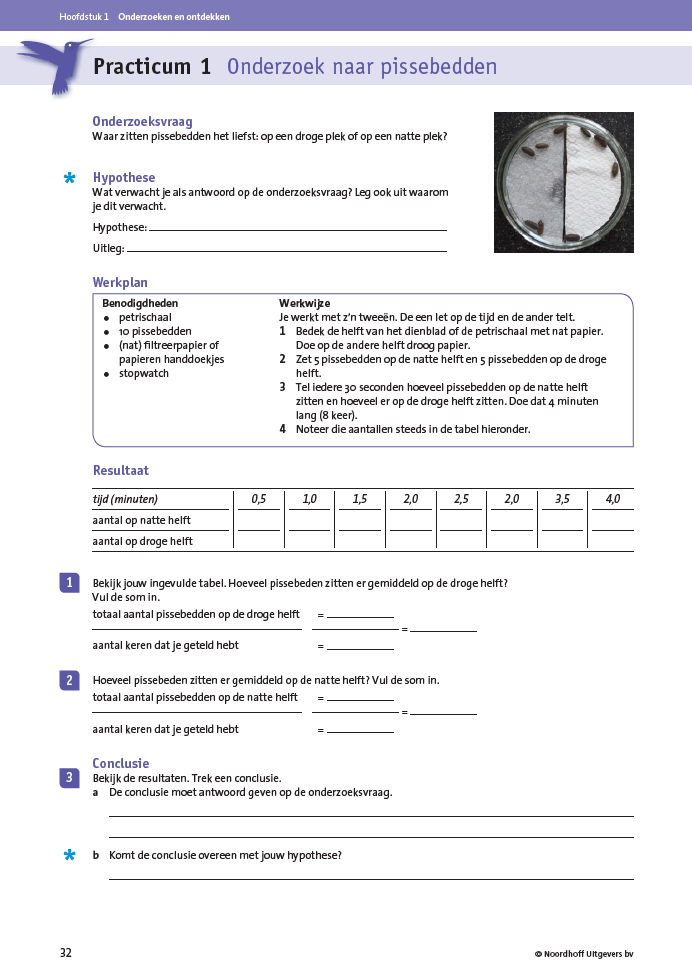 Hoofdstuk 1 Onderzoeken en ontdekken
Practicum 1 Onderzoek naar pissebedden
Onderzoeksvraag
Waar zitten pissebedden het liefst: op een droge plek of op een natte plek?
* Hypothese
Wat verwacht je als antwoord op de onderzoeksvraag? Leg ook uit waarom
je dit verwacht.
Hypothese:
Uitleg:
Werkplan
Benodigdheden
• petrischaal
• 10 pissebedden
• (nat) filtreerpapier of
papieren handdoekjes
• stopwatch
Werkwijze
Je werkt met z'n tweeën. De een let op de tijd en de ander telt.
1 Bedek de helft van het dienblad of de petrischaal met nat papier.
Doe op de andere helft droog papier.
2 Zet 5 pissebedden op de natte helft en 5 pissebedden op de droge
helft.
3 Tel iedere 30 seconden hoeveel pissebedden op de natte helft
zitten en hoeveel er op de droge helft zitten. Doe dat 4 minuten
lang (8 keer).
4 Noteer die aantallen steeds in de tabel hieronder.
Resultaat
tijd (minuten) 0,5 1,0 1,5 2,0 2,5 2,0 3,5 4,0
aantal op natte helft
aantal op droge helft
1 Bekijk jouw ingevulde tabel. Hoeveel pissebeden zitten er gemiddeld op de droge helft?
Vul de som in.
totaal aantal pissebedden op de droge helft =
=
aantal keren dat je geteld hebt =
2 Hoeveel pissebeden zitten er gemiddeld op de natte helft? Vul de som in.
totaal aantal pissebedden op de natte helft =
=
aantal keren dat je geteld hebt =
Conclusie
3 Bekijk de resultaten. Trek een conclusie.
a De conclusie moet antwoord geven op de onderzoeksvraag.
* b Komt de conclusie overeen met jouw hypothese?
32
© Noordhoff Uitgevers bv